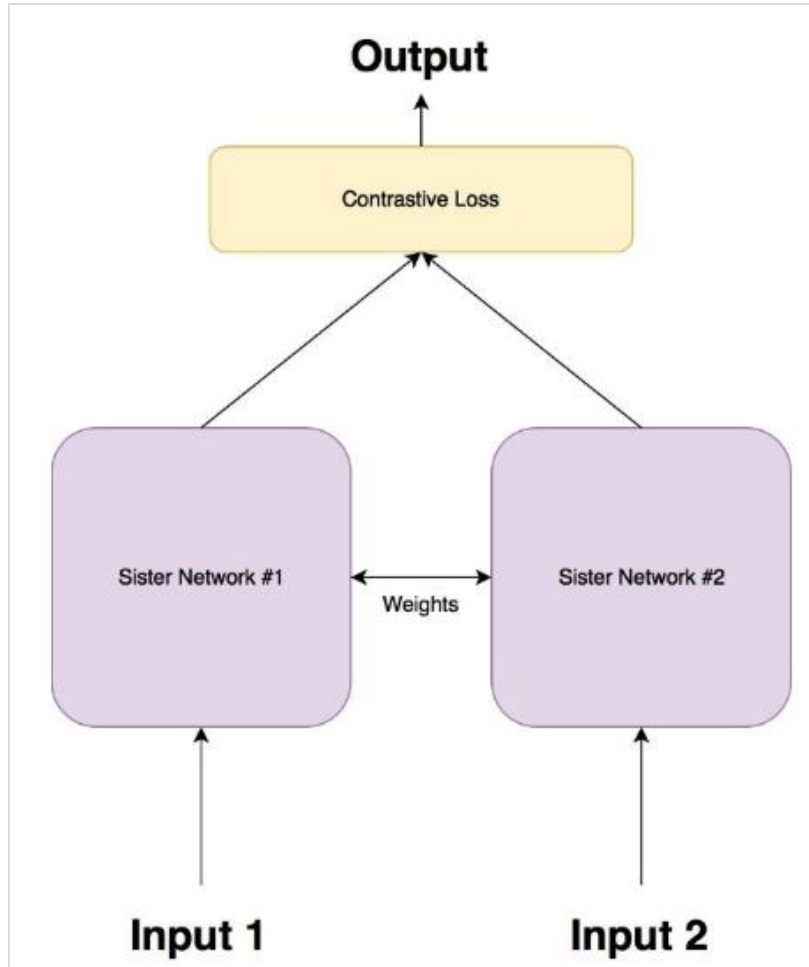 Output
Contrastive Loss
Sister Network #1
Weights
Sister Network #2
Input 1
Input 2